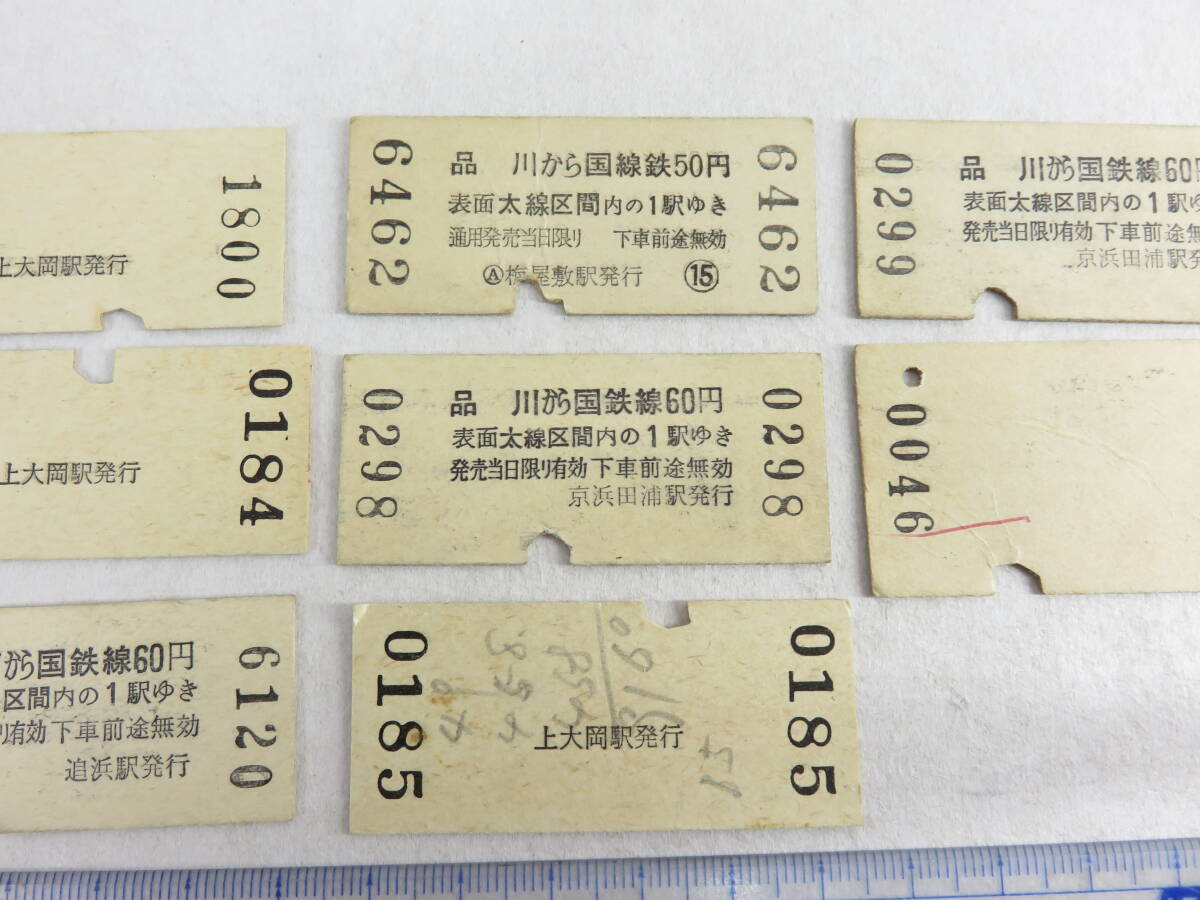 1800
上大岡駅発行
6462
品 川から国線鉄50円
表面太線区間内の1駅ゆき
通用発売当日限り 下車前途無効
Ⓐ梅屋敷駅発行 ⑮
6462
0299
品 川から国鉄線60円
表面太線区間内の1駅ゆ
発売当日限り有効 下車前途無
京浜田浦駅発
0184
上大岡駅発行
0298
品 川から国鉄線60円
表面太線区間内の1駅ゆき
発売当日限り有効 下車前途無効
京浜田浦駅発行
0298
0046
から国鉄線60円
区間内の1駅ゆき
り有効 下車前途無効
追浜駅発行
6120
0185
上大岡駅発行
0185